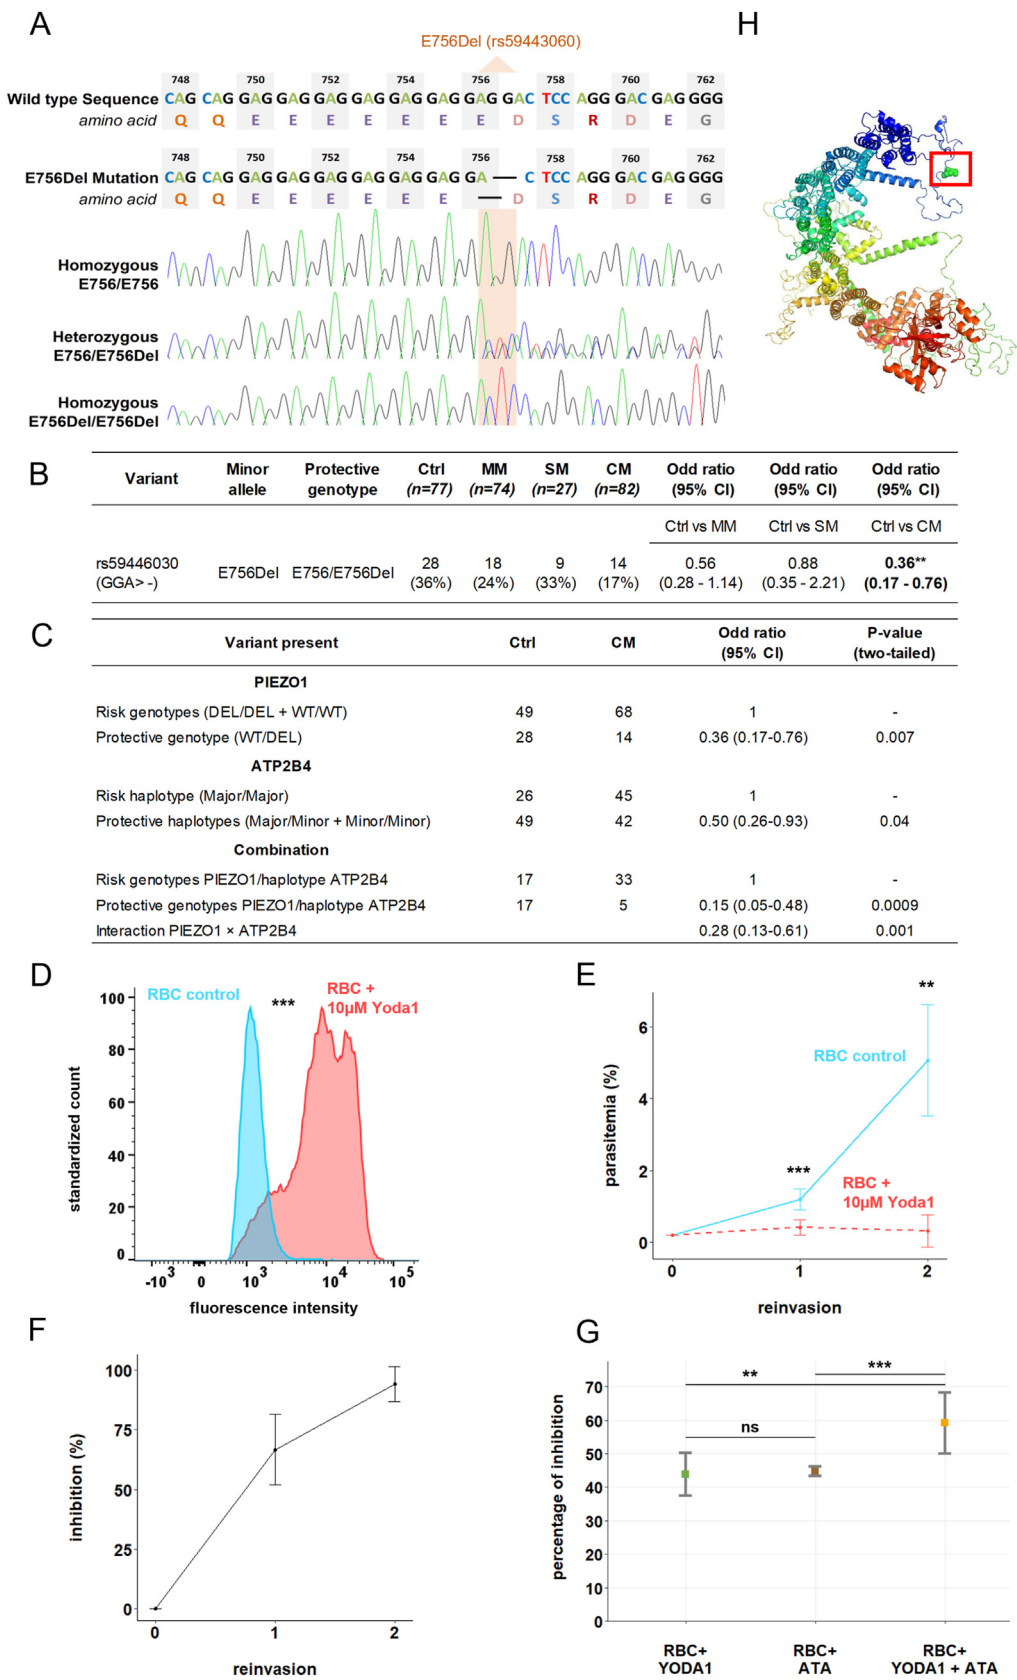 A
H
E756Del (rs59443060)
748 750 752 754 756 758 760 762
Wild type Sequence CAG CAG GAG GAG GAG GAG GAG GAG GAG GAC TCC AGG GAC GAG GGG
amino acid Q Q E E E E E E E D S R D E G
748 750 752 754 756 758 760 762
E756Del Mutation CAG CAG GAG GAG GAG GAG GAG GAG GA — C TCC AGG GAC GAG GGG
amino acid Q Q E E E E E E — D S R D E G
Homozygous
E756/E756
Heterozygous
E756/E756Del
Homozygous
E756Del/E756Del
B
Variant Minor allele Protective genotype Ctrl (n=77) MM (n=74) SM (n=27) CM (n=82) Odd ratio (95% CI) Odd ratio (95% CI) Odd ratio (95% CI)
Ctrl vs MM Ctrl vs SM Ctrl vs CM
rs59446030 (GGA> -) E756Del E756/E756Del 28 (36%) 18 (24%) 9 (33%) 14 (17%) 0.56 (0.28 - 1.14) 0.88 (0.35 - 2.21) 0.36** (0.17 - 0.76)
C
Variant present Ctrl CM Odd ratio (95% CI) P-value (two-tailed)
PIEZO1
Risk genotypes (DEL/DEL + WT/WT) 49 68 1 -
Protective genotype (WT/DEL) 28 14 0.36 (0.17-0.76) 0.007
ATP2B4
Risk haplotype (Major/Major) 26 45 1 -
Protective haplotypes (Major/Minor + Minor/Minor) 49 42 0.50 (0.26-0.93) 0.04
Combination
Risk genotypes PIEZO1/haplotype ATP2B4 17 33 1 -
Protective genotypes PIEZO1/haplotype ATP2B4 17 5 0.15 (0.05-0.48) 0.0009
Interaction PIEZO1 × ATP2B4 0.28 (0.13-0.61) 0.001
D
RBC control
***
RBC +
10µM Yoda1
standardized count
100
80
60
40
20
0
-10³ 0 10³ 10⁴ 10⁵
fluorescence intensity
E
**
RBC control
***
RBC +
10µM Yoda1
parasitemia (%)
6
4
2
0
0 1 2
reinvasion
F
inhibition (%)
100
75
50
25
0
0 1 2
reinvasion
G
** ***
ns
percentage of inhibition
70
60
50
40
30
20
10
0
RBC+ RBC+ RBC+
YODA1 ATA YODA1 + ATA